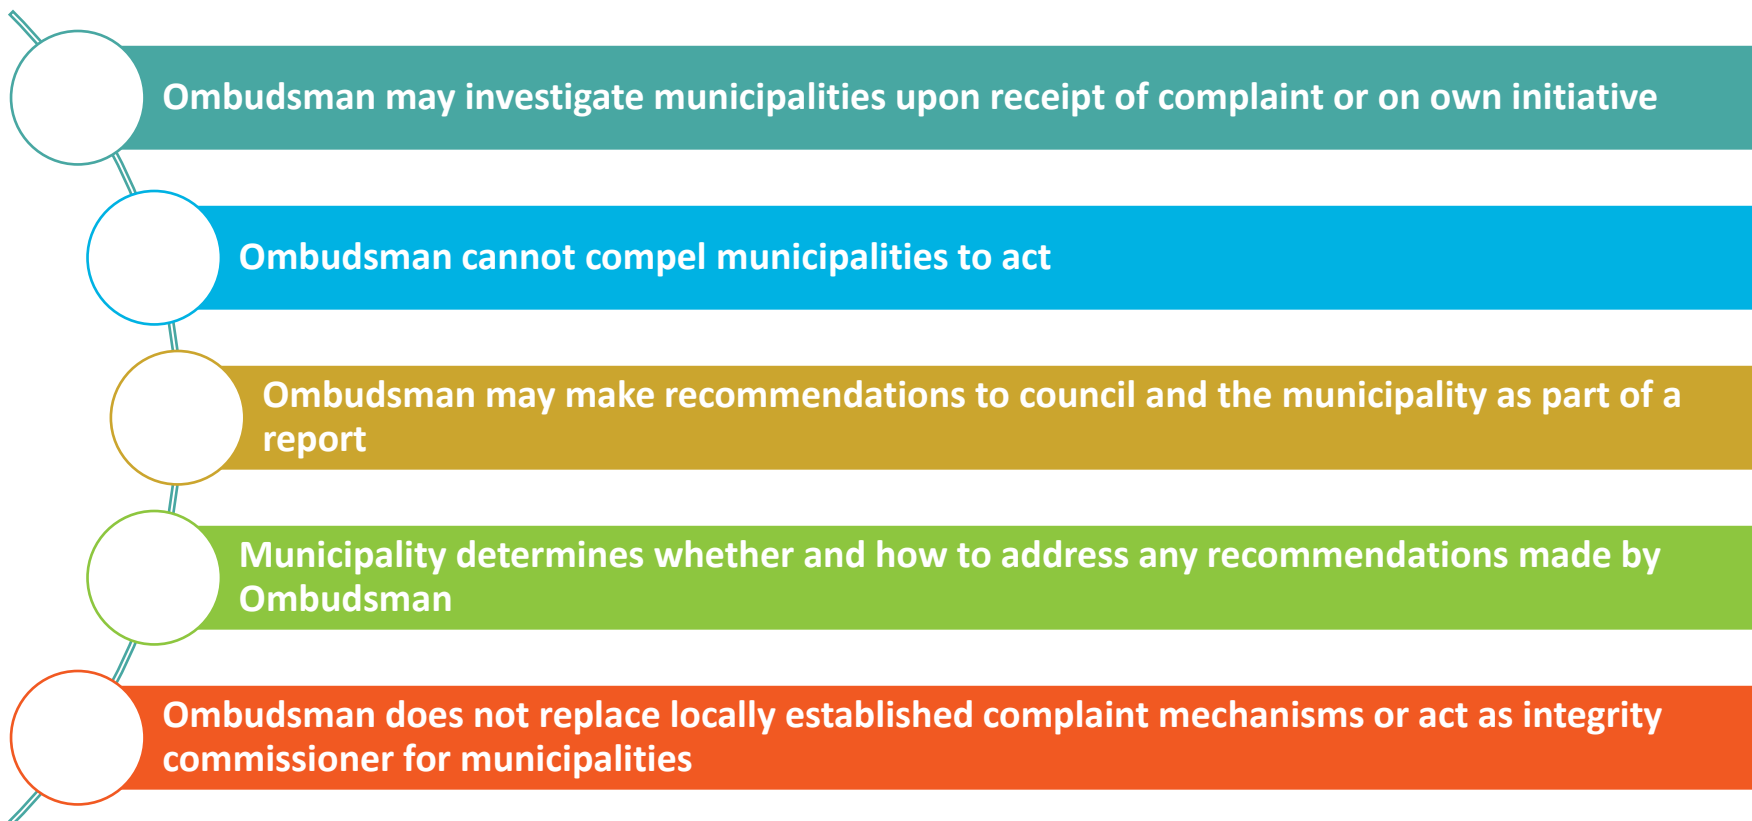 Ombudsman may investigate municipalities upon receipt of complaint or on own initiative
Ombudsman cannot compel municipalities to act
Ombudsman may make recommendations to council and the municipality as part of a
report
Municipality determines whether and how to address any recommendations made by
Ombudsman
Ombudsman does not replace locally established complaint mechanisms or act as integrity
commissioner for municipalities